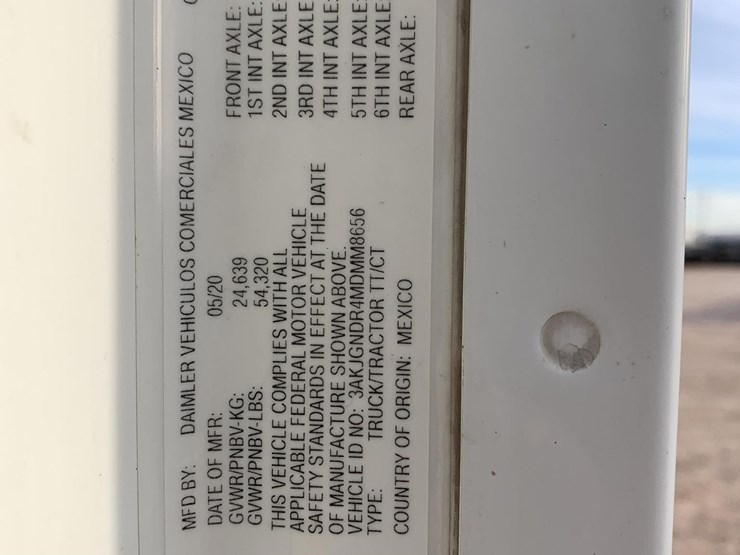 MFD BY: DAIMLER VEHICULOS COMERCIALES MEXICO
DATE OF MFR: 05/20
GVWR/PNBV-KG: 24,639
GVWR/PNBV-LBS: 54,320
THIS VEHICLE COMPLIES WITH ALL
APPLICABLE FEDERAL MOTOR VEHICLE
SAFETY STANDARDS IN EFFECT AT THE DATE
OF MANUFACTURE SHOWN ABOVE.
VEHICLE ID NO: 3AKJGNDR4MDMM8656
TYPE: TRUCK/TRACTOR TT/CT
COUNTRY OF ORIGIN: MEXICO
FRONT AXLE:
1ST INT AXLE:
2ND INT AXLE
3RD INT AXLE
4TH INT AXLE:
5TH INT AXLE:
6TH INT AXLE
REAR AXLE: